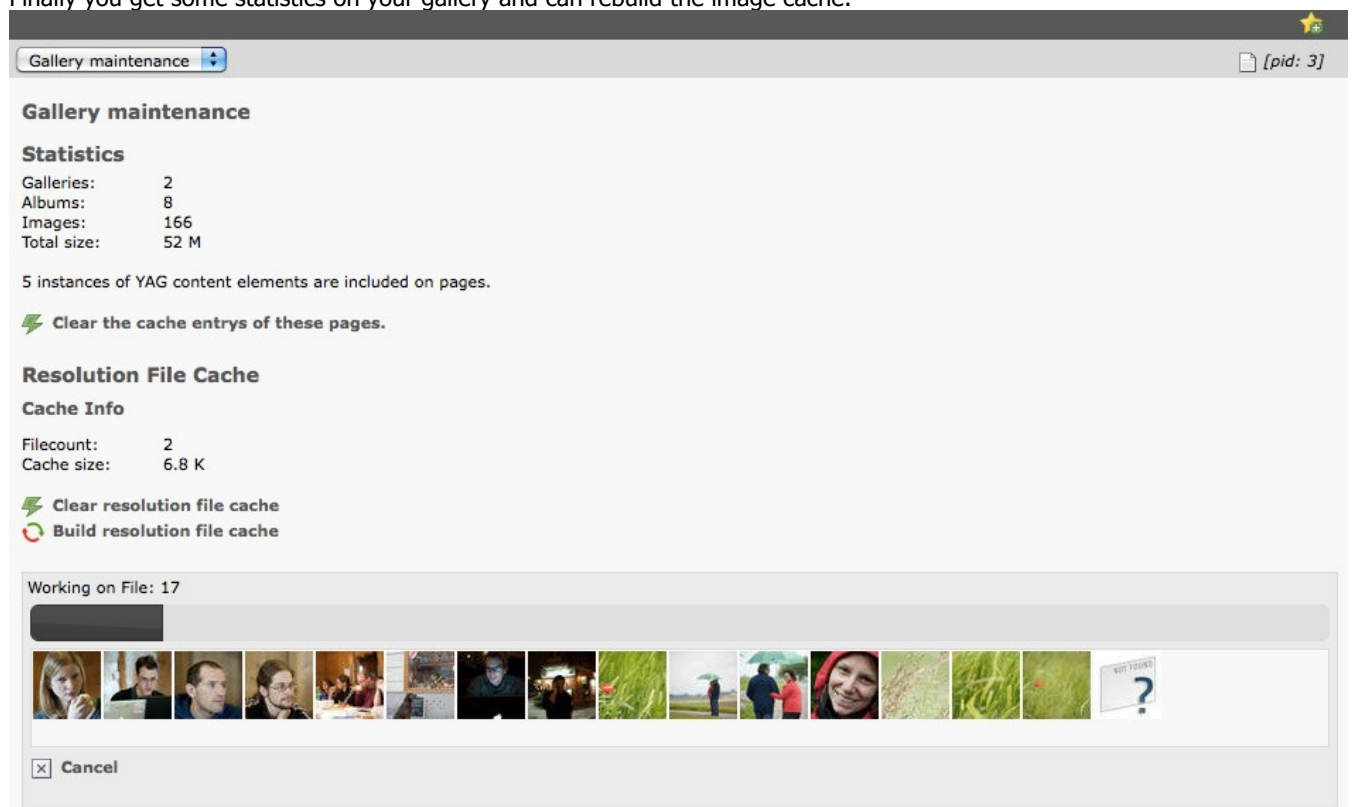 Finally you get some statistics on your gallery and can rebuild the image cache.
Gallery maintenance
[pid: 3]
Gallery maintenance
Statistics
Galleries: 2
Albums: 8
Images: 166
Total size: 52 M
5 instances of YAG content elements are included on pages.
Clear the cache entrys of these pages.
Resolution File Cache
Cache Info
Filecount: 2
Cache size: 6.8 K
Clear resolution file cache
Build resolution file cache
Working on File: 17
NOT FOUND
?
Cancel